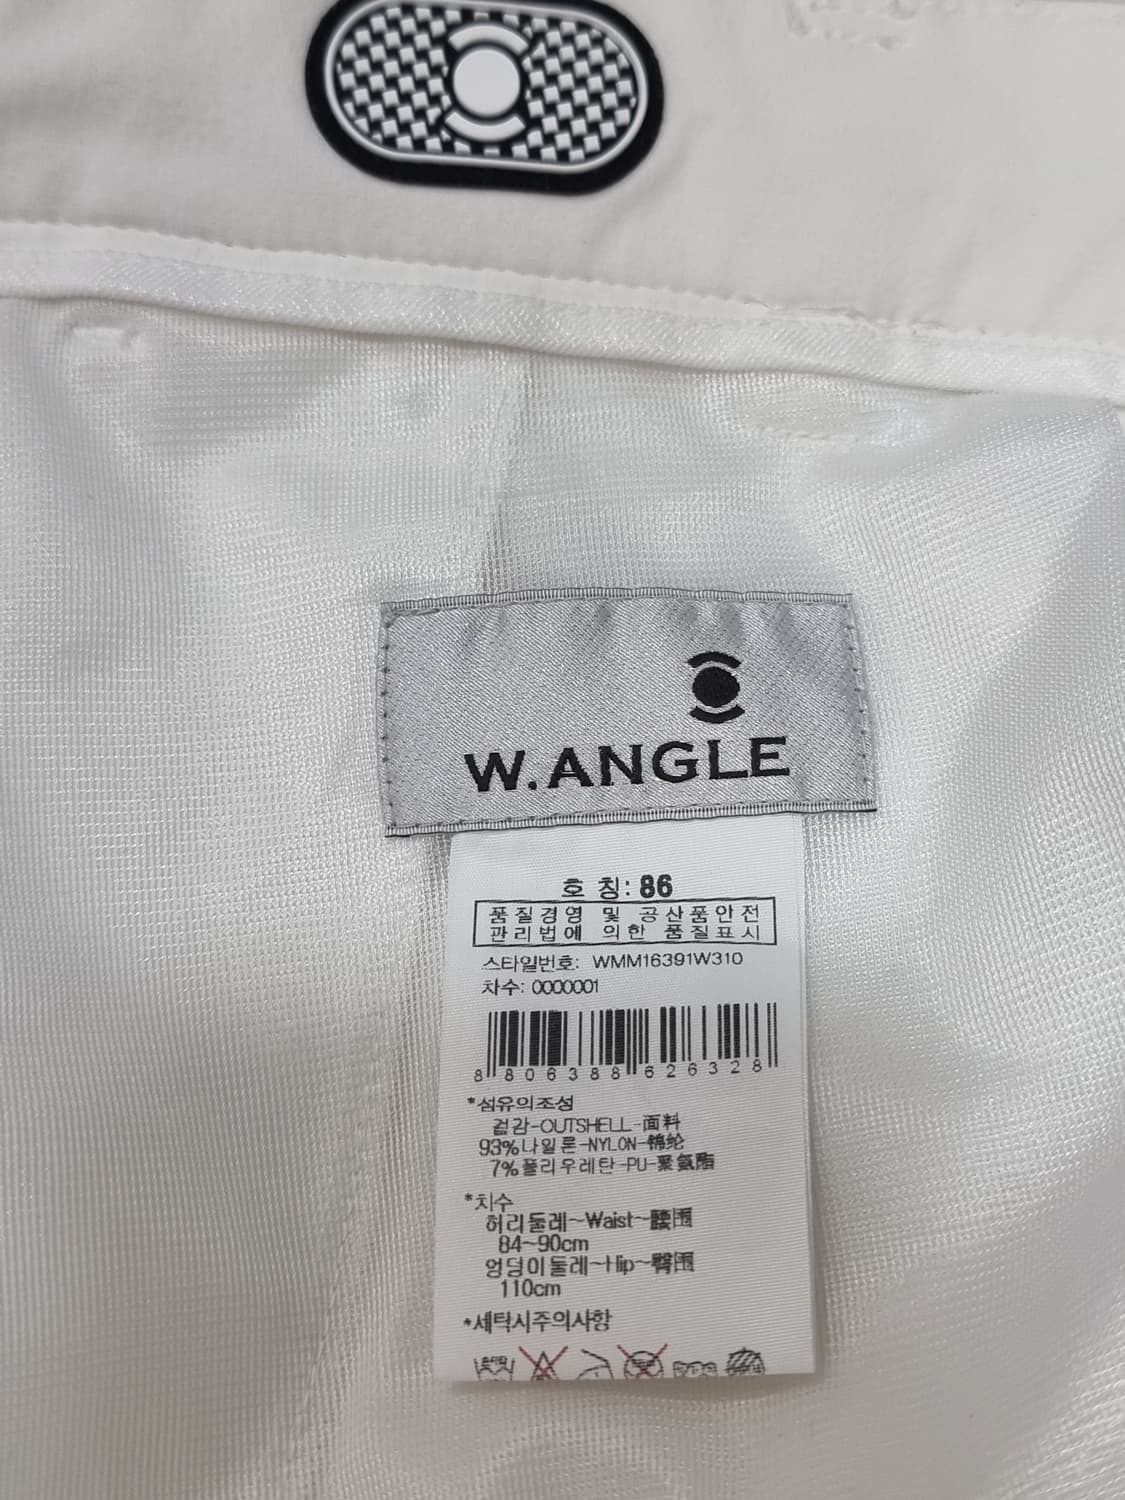 W.ANGLE
호 칭: 86
품질경영 및 공산품안전
관리법에 의한 품질표시
스타일번호: WMM16391W310
차수: 0000001
8 806388 626328
*섬유의조성
겉감-OUTSHELL-面料
93%나일론-NYLON-锦纶
7%폴리우레탄-PU-聚氨酯
*치수
허리둘레~Waist~腰围
84~90cm
엉덩이둘레~Hip~臀围
110cm
*세탁시주의사항